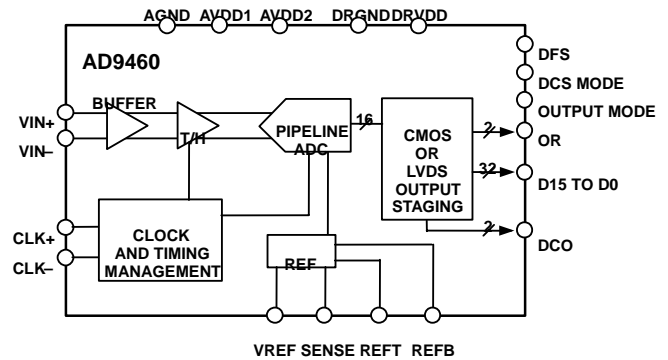 AGND AVDD1 AVDD2 DRGND DRVDD
AD9460
DFS
DCS MODE
OUTPUT MODE
OR
D15 TO D0
DCO
VIN+
VIN–
BUFFER
T/H
PIPELINE
ADC
16
CMOS
OR
LVDS
OUTPUT
STAGING
2
32
2
CLK+
CLK–
CLOCK
AND TIMING
MANAGEMENT
REF
VREF SENSE REFT REFB